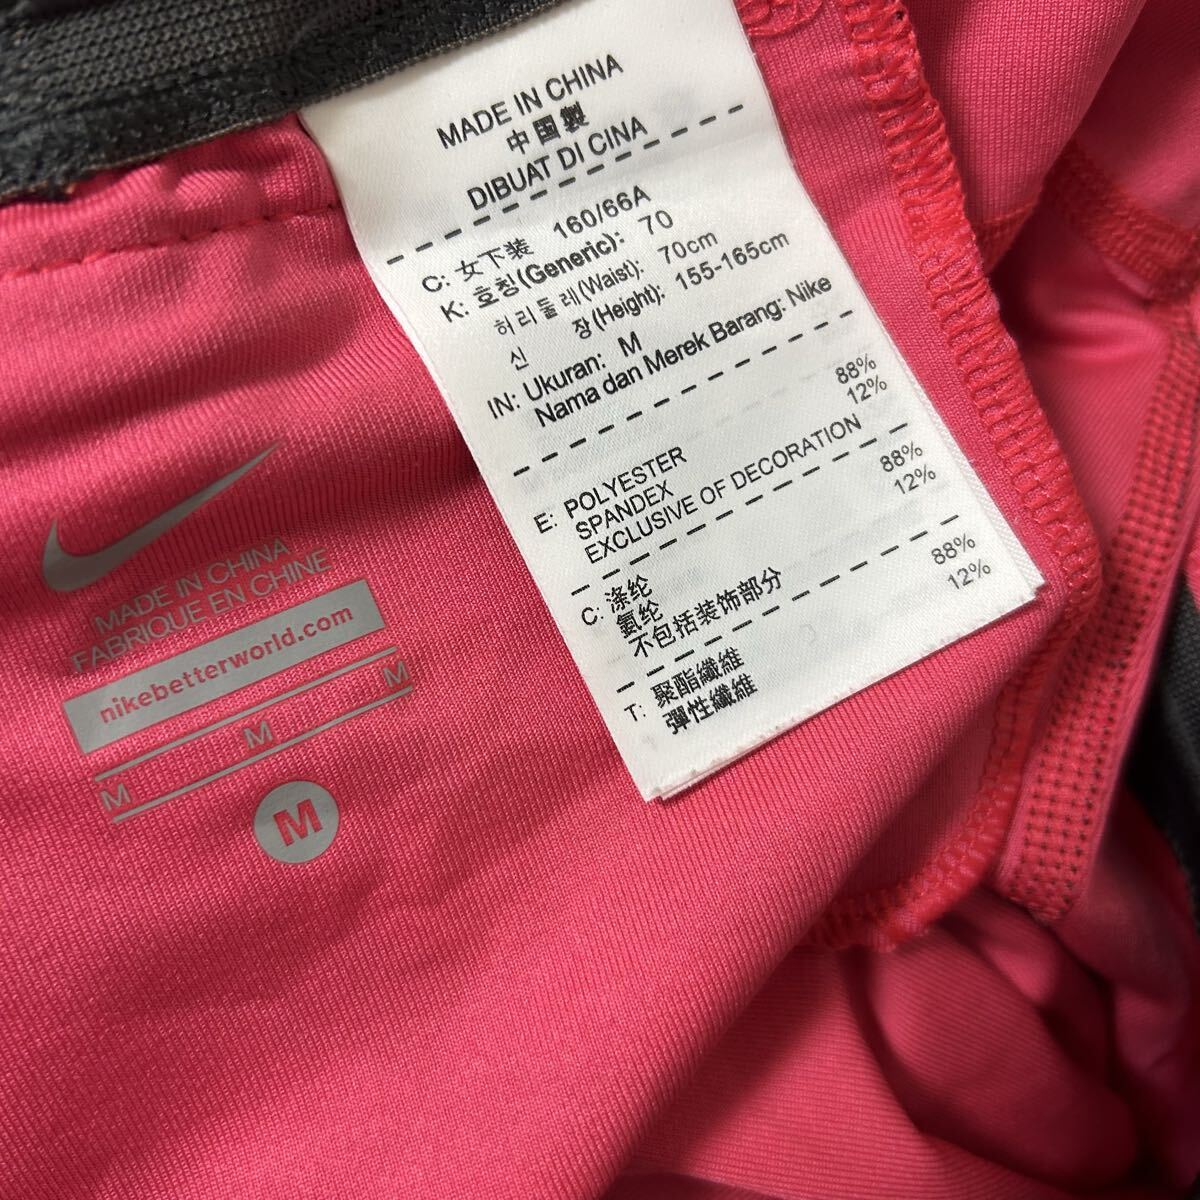 MADE IN CHINA
中国製
DIBUAT DI CINA
C: 女下装 160/66A
K: 호칭(Generic): 70
허리둘레(Waist): 70cm
신 장(Height): 155-165cm
IN: Ukuran: M
Nama dan Merek Barang: Nike
E: POLYESTER 88%
SPANDEX 12%
EXCLUSIVE OF DECORATION
C: 涤纶 88%
氨纶 12%
不包括装饰部分
T: 聚酯纖維 88%
彈性纖維 12%
MADE IN CHINA
FABRIQUE EN CHINE
nikebetterworld.com
M M M
M